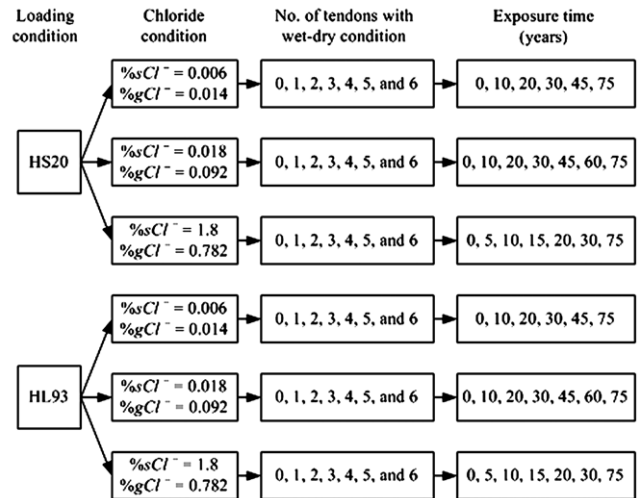 Loading condition
Chloride condition
No. of tendons with wet-dry condition
Exposure time (years)
HS20
%sCl⁻ = 0.006
%gCl⁻ = 0.014
0, 1, 2, 3, 4, 5, and 6
0, 10, 20, 30, 45, 75
%sCl⁻ = 0.018
%gCl⁻ = 0.092
0, 1, 2, 3, 4, 5, and 6
0, 10, 20, 30, 45, 60, 75
%sCl⁻ = 1.8
%gCl⁻ = 0.782
0, 1, 2, 3, 4, 5, and 6
0, 5, 10, 15, 20, 30, 75
HL93
%sCl⁻ = 0.006
%gCl⁻ = 0.014
0, 1, 2, 3, 4, 5, and 6
0, 10, 20, 30, 45, 75
%sCl⁻ = 0.018
%gCl⁻ = 0.092
0, 1, 2, 3, 4, 5, and 6
0, 10, 20, 30, 45, 60, 75
%sCl⁻ = 1.8
%gCl⁻ = 0.782
0, 1, 2, 3, 4, 5, and 6
0, 5, 10, 15, 20, 30, 75